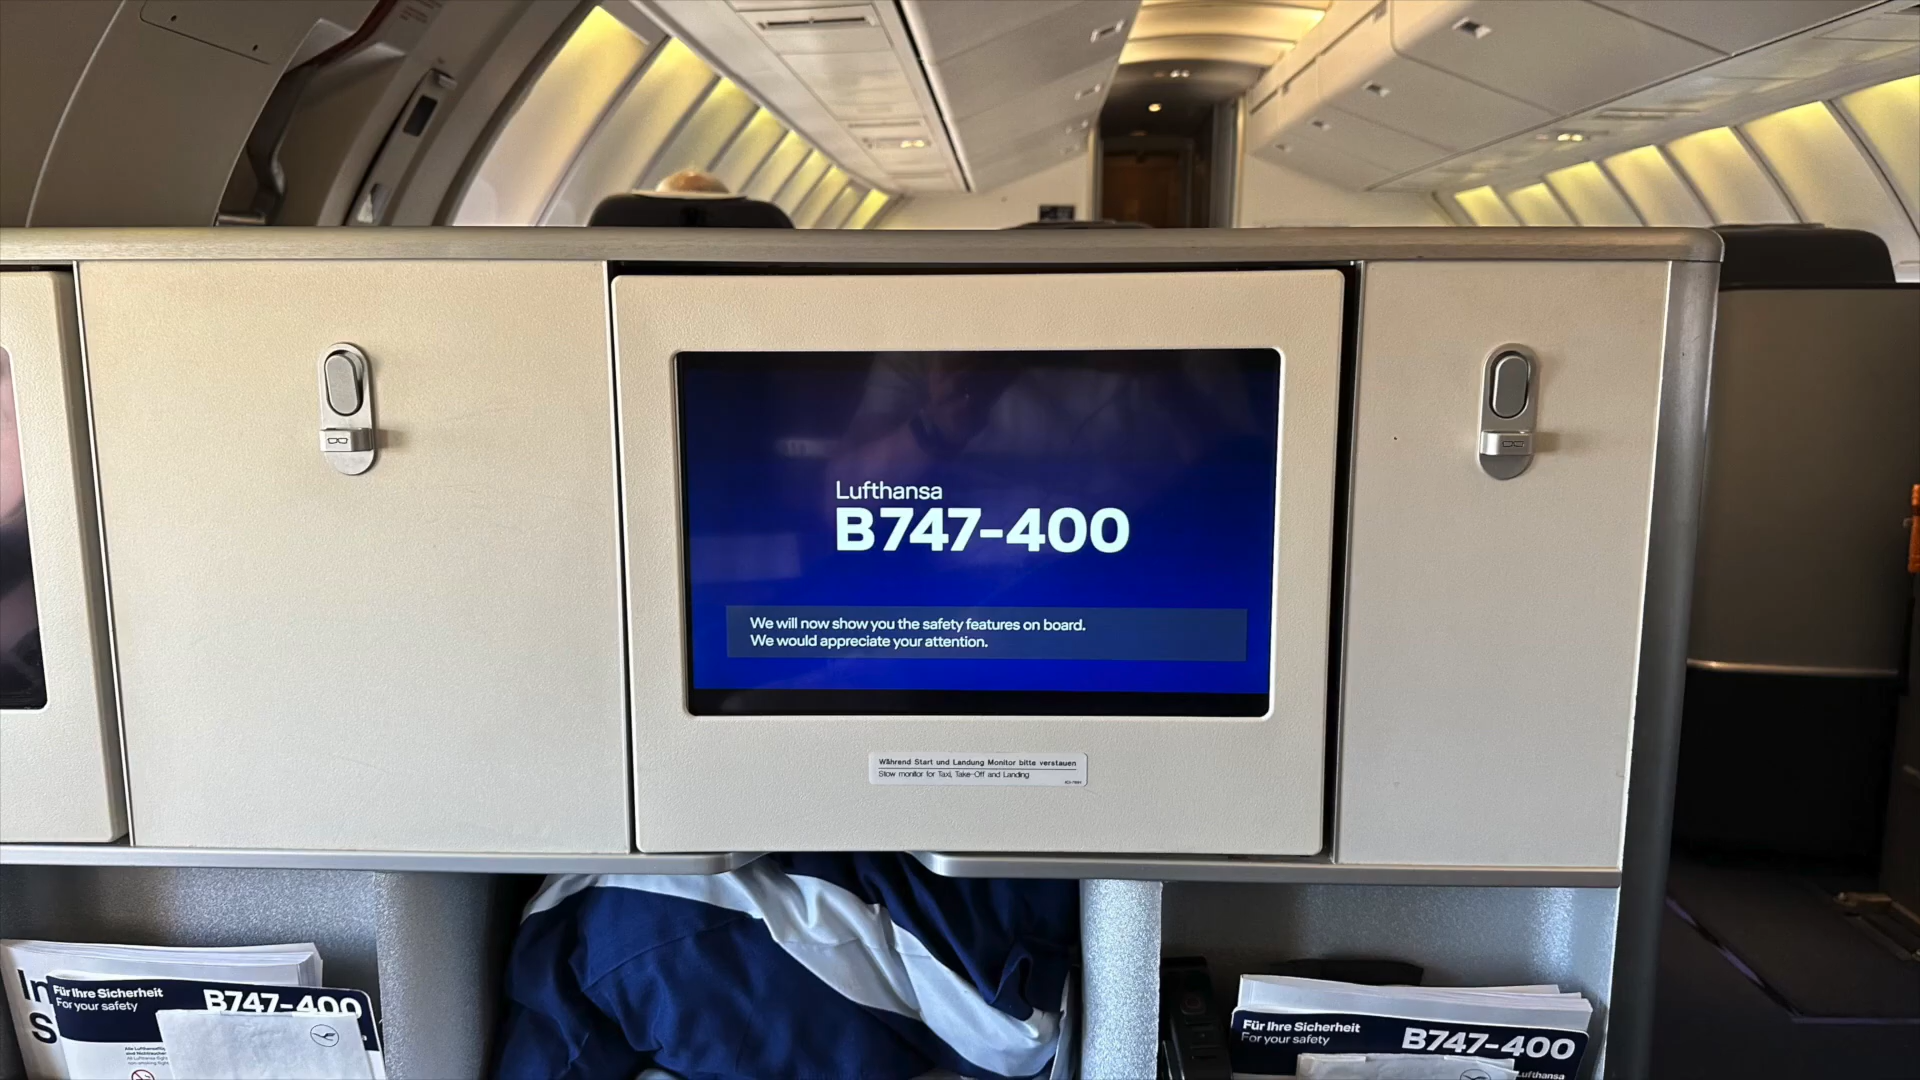 Lufthansa
B747-400
We will now show you the safety features on board.
We would appreciate your attention.
Während Start und Landung Monitor bitte verstauen
Stow monitor for Taxi, Take-Off and Landing
Für Ihre Sicherheit
For your safety
B747-400
Für Ihre Sicherheit
For your safety
B747-400
Lufthansa